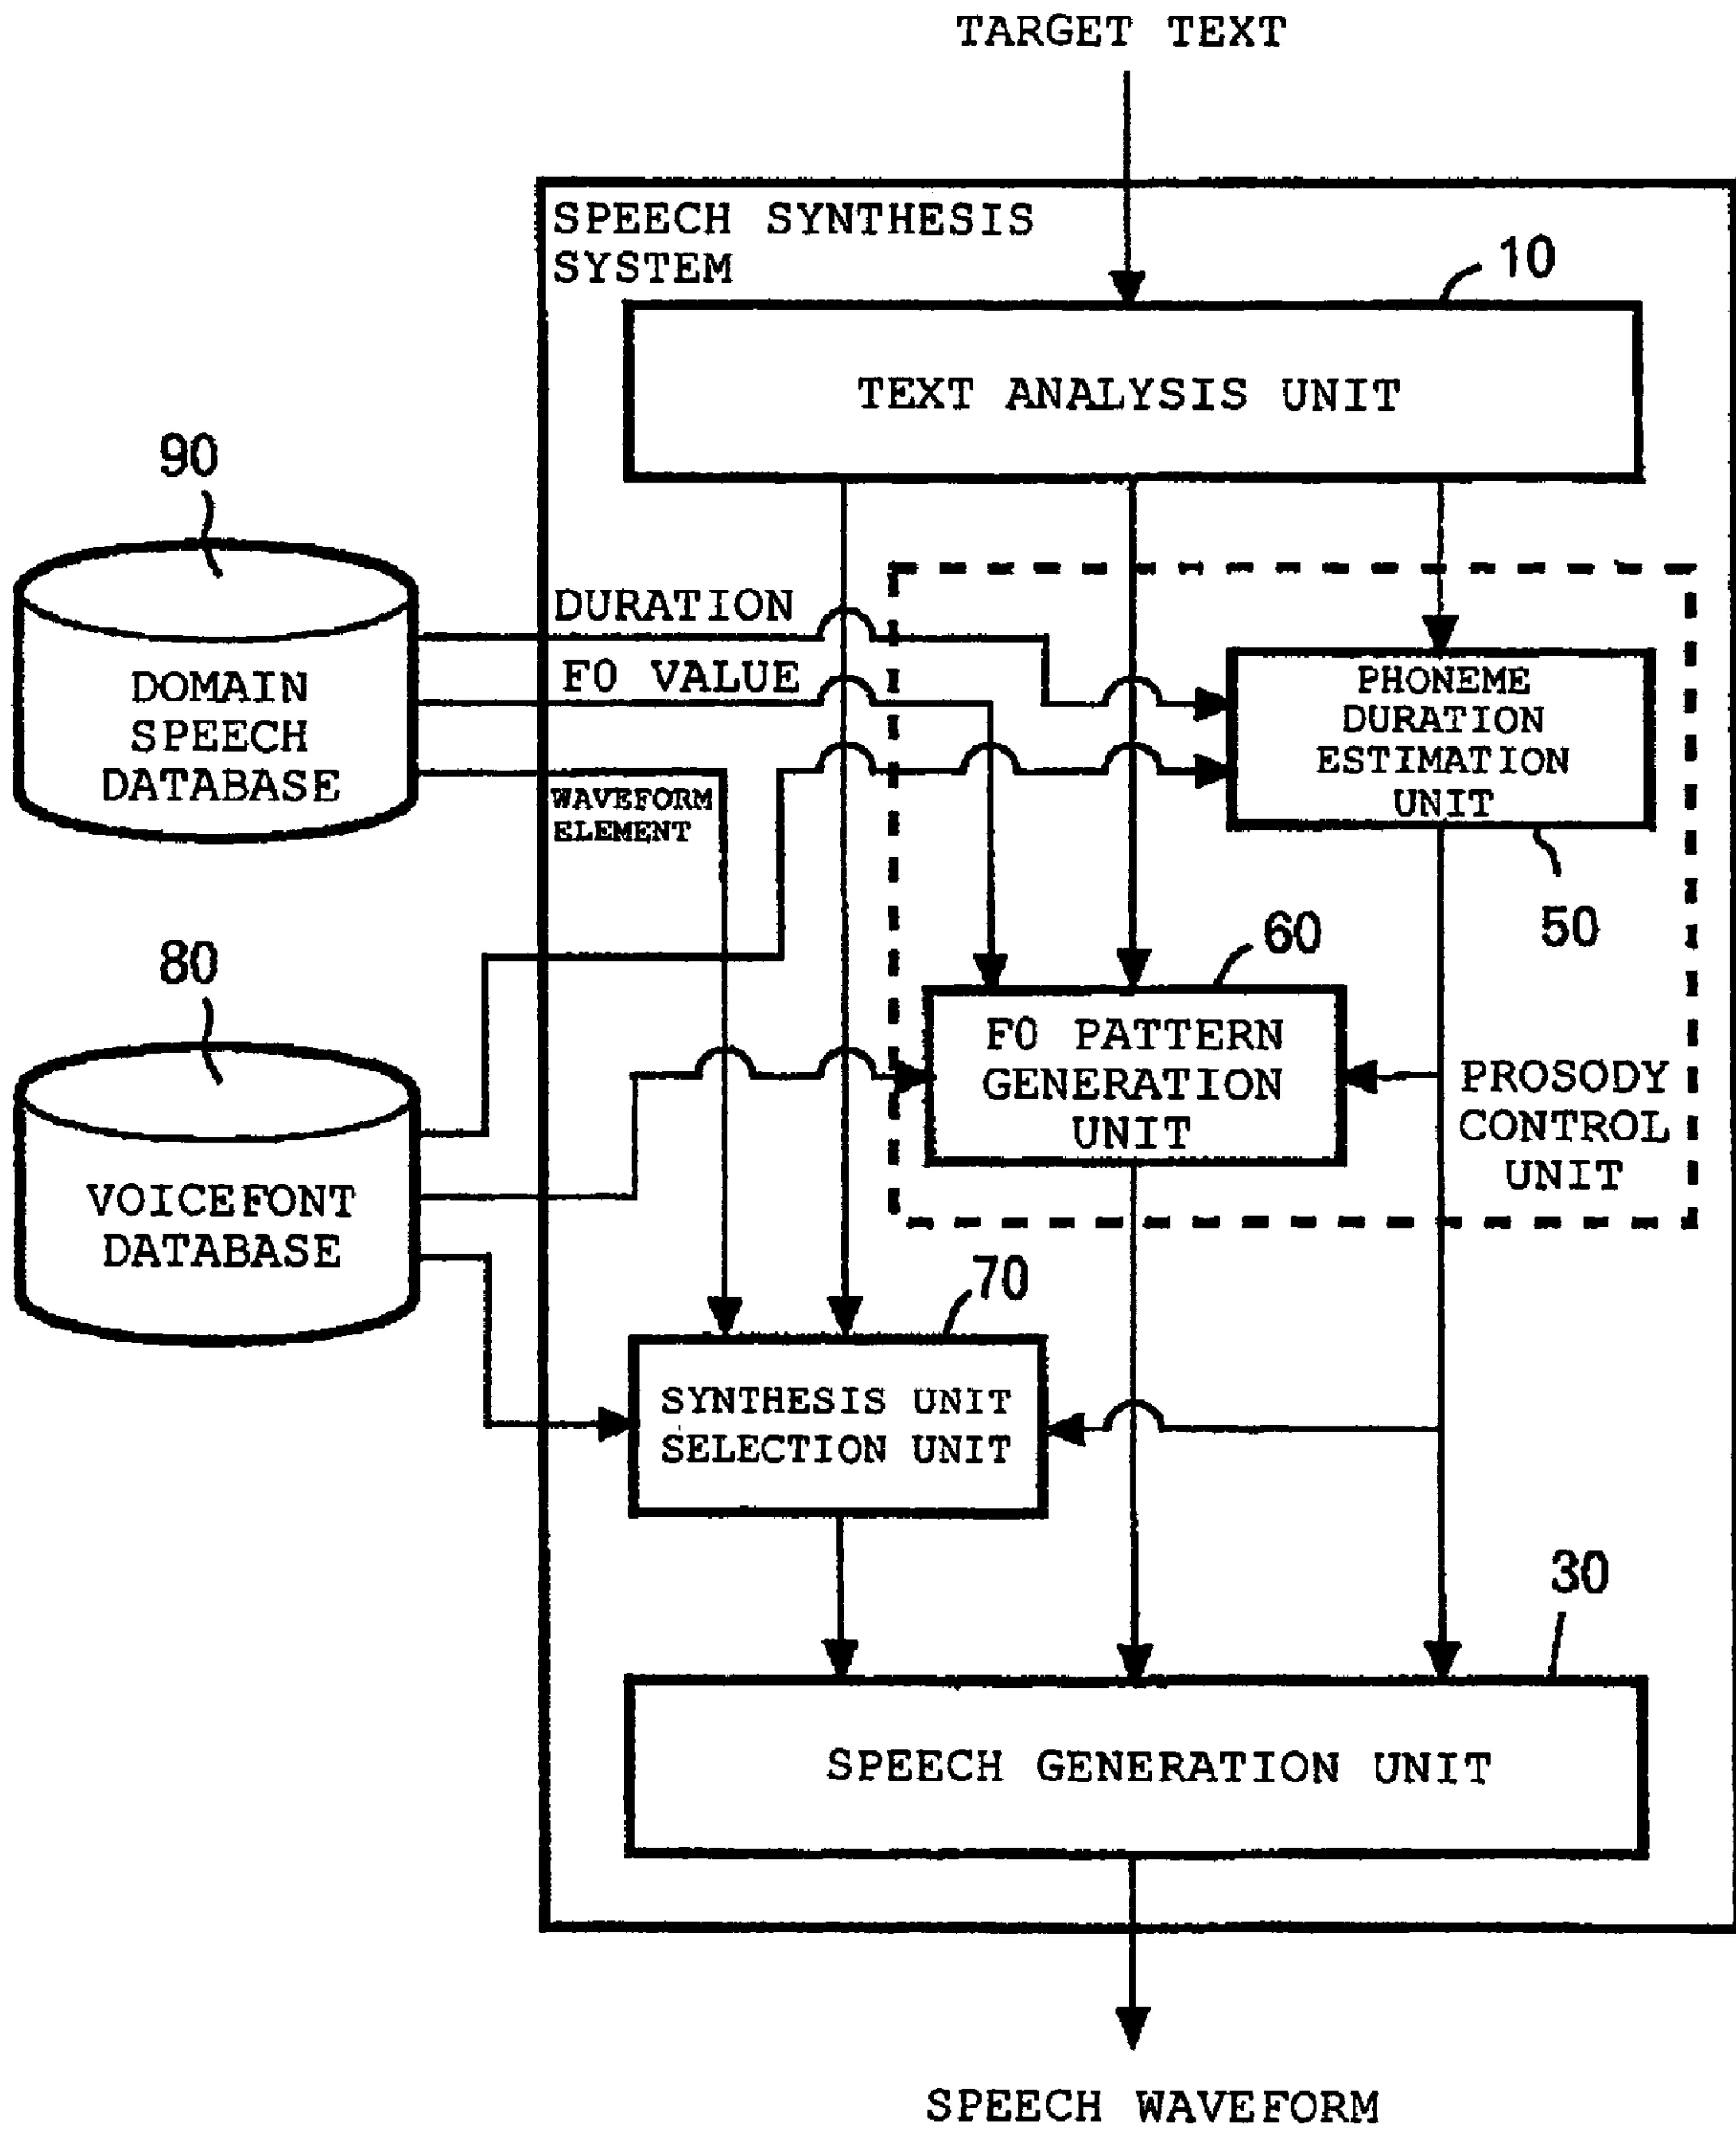 TARGET TEXT
SPEECH SYNTHESIS
SYSTEM
10
TEXT ANALYSIS UNIT
90
DOMAIN
SPEECH
DATABASE
DURATION
F0 VALUE
WAVEFORM
ELEMENT
PHONEME
DURATION
ESTIMATION
UNIT
50
80
VOICEFONT
DATABASE
60
F0 PATTERN
GENERATION
UNIT
PROSODY
CONTROL
UNIT
70
SYNTHESIS UNIT
SELECTION UNIT
30
SPEECH GENERATION UNIT
SPEECH WAVEFORM